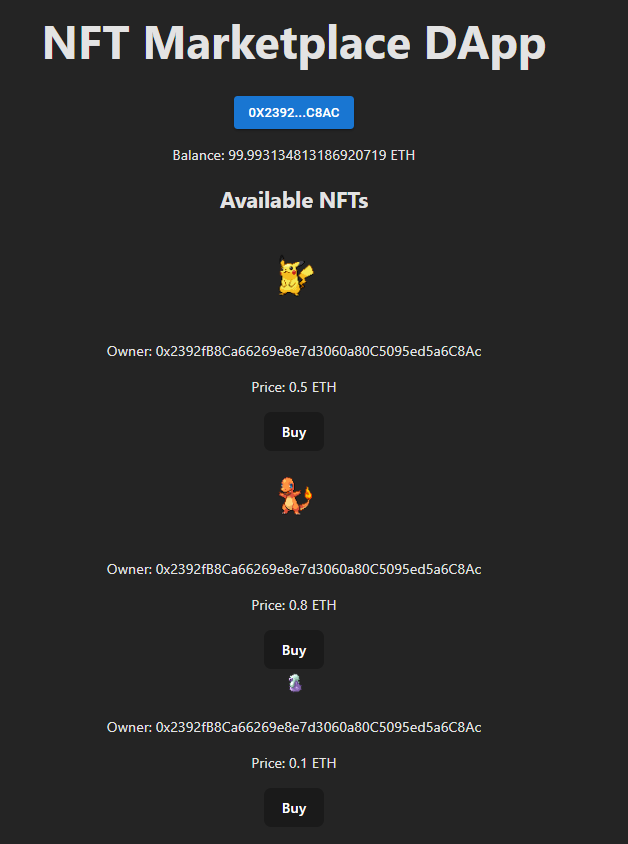 NFT Marketplace DApp
0X2392...C8AC
Balance: 99.993134813186920719 ETH
Available NFTs
Owner: 0x2392fB8Ca66269e8e7d3060a80C5095ed5a6C8Ac
Price: 0.5 ETH
Buy
Owner: 0x2392fB8Ca66269e8e7d3060a80C5095ed5a6C8Ac
Price: 0.8 ETH
Buy
Owner: 0x2392fB8Ca66269e8e7d3060a80C5095ed5a6C8Ac
Price: 0.1 ETH
Buy